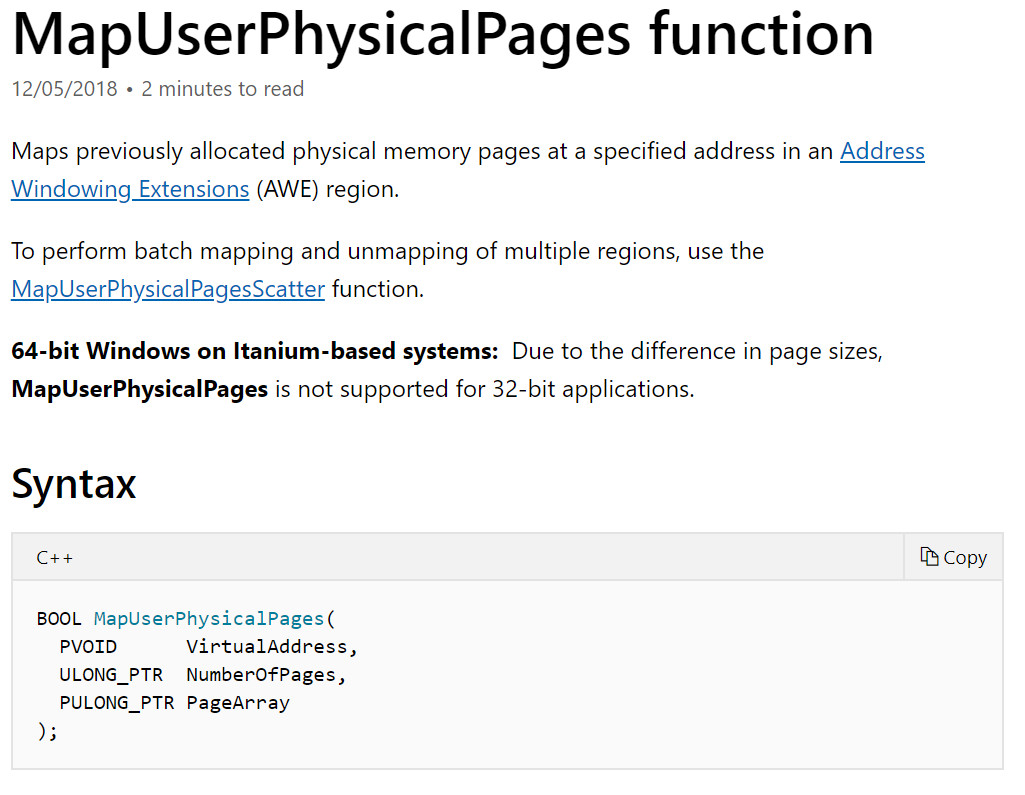 MapUserPhysicalPages function
12/05/2018 • 2 minutes to read
Maps previously allocated physical memory pages at a specified address in an Address
Windowing Extensions (AWE) region.
To perform batch mapping and unmapping of multiple regions, use the
MapUserPhysicalPagesScatter function.
64-bit Windows on Itanium-based systems:  Due to the difference in page sizes,
MapUserPhysicalPages is not supported for 32-bit applications.
Syntax
C++ Copy
BOOL MapUserPhysicalPages(
  PVOID      VirtualAddress,
  ULONG_PTR  NumberOfPages,
  PULONG_PTR PageArray
);